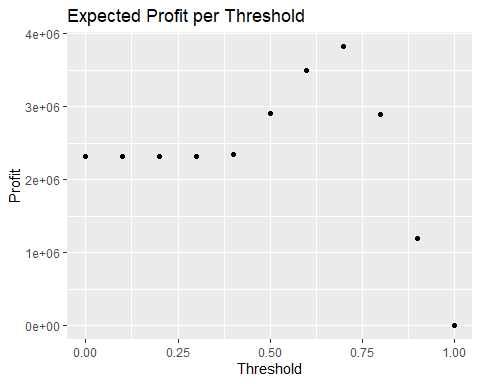 Expected Profit per Threshold
4e+06
3e+06
2e+06
1e+06
0e+00
Profit
0.00 0.25 0.50 0.75 1.00
Threshold